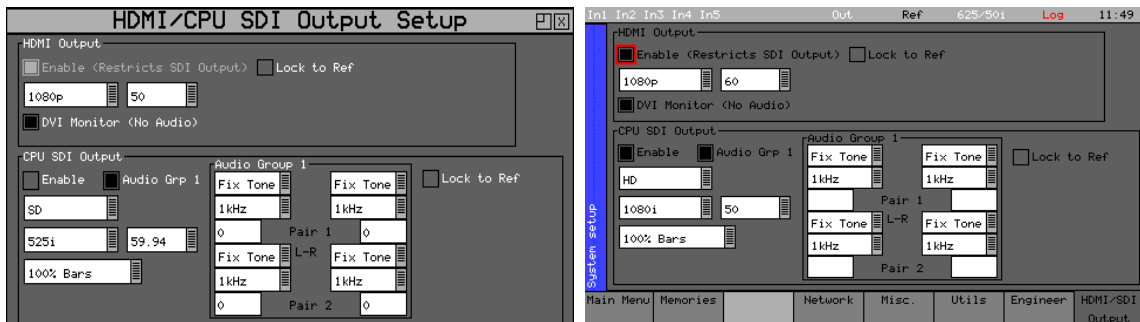 HDMI/CPU SDI Output Setup
HDMI Output
Enable (Restricts SDI Output) Lock to Ref
1080p 50
DVI Monitor (No Audio)
CPU SDI Output
Enable Audio Grp 1
Audio Group 1
Fix Tone Fix Tone
Lock to Ref
SD
1kHz 1kHz
0 Pair 1 0
525i 59.94
Fix Tone L-R Fix Tone
100% Bars
1kHz 1kHz
0 Pair 2 0
In1 In2 In3 In4 In5 Out Ref 625/50i Log 11:49
System setup
HDMI Output
Enable (Restricts SDI Output) Lock to Ref
1080p 60
DVI Monitor (No Audio)
CPU SDI Output
Enable Audio Grp 1
Audio Group 1
Fix Tone Fix Tone
Lock to Ref
HD
1kHz 1kHz
Pair 1
1080i 50
Fix Tone L-R Fix Tone
100% Bars
1kHz 1kHz
Pair 2
Main Menu Memories Network Misc. Utils Engineer HDMI/SDI
Output